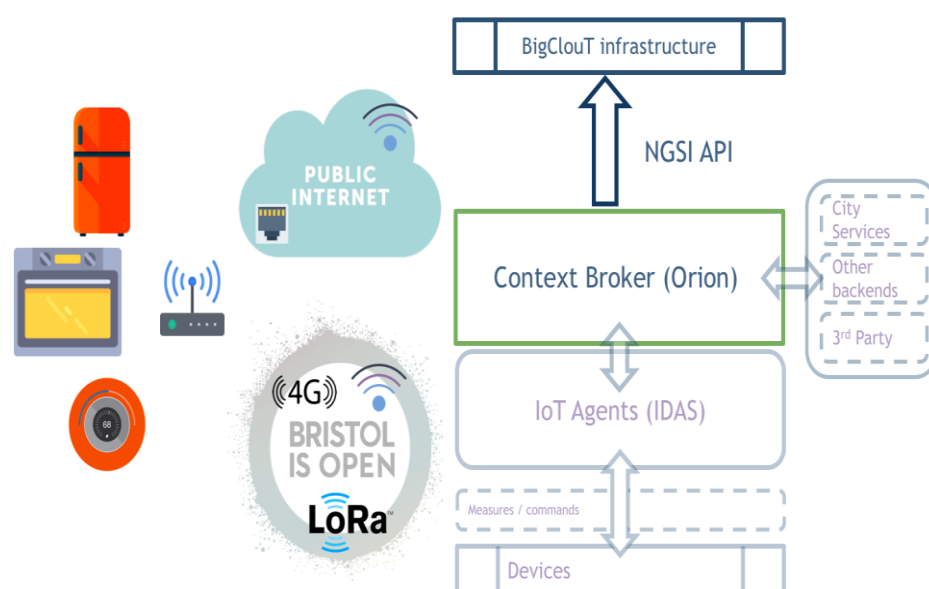 BigClouT infrastructure
NGSI API
PUBLIC
INTERNET
City
Services
Context Broker (Orion)
Other
backends
3rd Party
68
((4G))
BRISTOL
IS OPEN
IoT Agents (IDAS)
LoRa™
Measures / commands
Devices